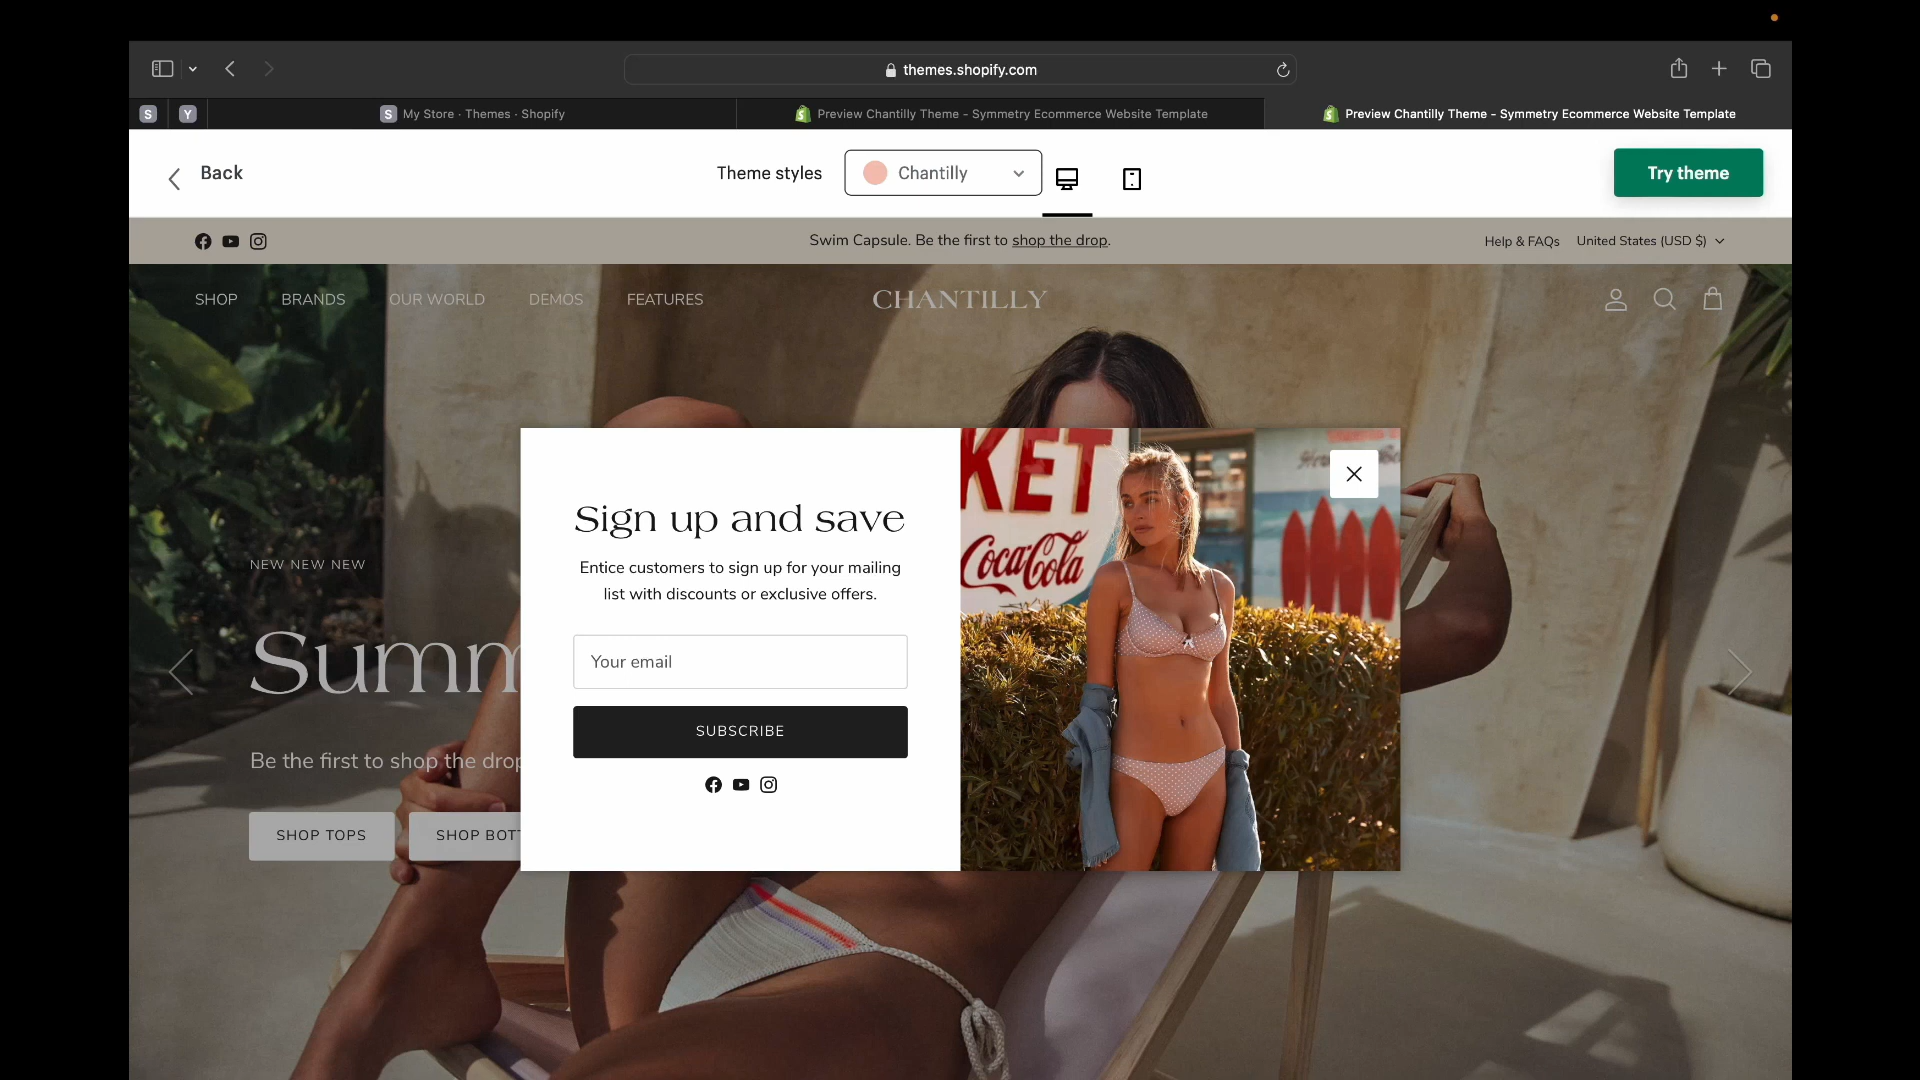 themes.shopify.com
S
Y
S My Store · Themes · Shopify
Preview Chantilly Theme - Symmetry Ecommerce Website Template
Preview Chantilly Theme - Symmetry Ecommerce Website Template
Back
Theme styles
Chantilly
Try theme
Swim Capsule. Be the first to shop the drop.
Help & FAQs
United States (USD $)
SHOP
BRANDS
OUR WORLD
DEMOS
FEATURES
CHANTILLY
KET
Coca-Cola
Sign up and save
Entice customers to sign up for your mailing
list with discounts or exclusive offers.
Your email
SUBSCRIBE
NEW NEW NEW
Summ
Be the first to shop the drop
SHOP TOPS
SHOP BOTT